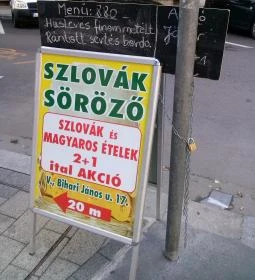 Menü: 880.-
Húsleves finommetélt
Rántott sertés borda.
SZLOVÁK
SÖRÖZŐ
SZLOVÁK és
MAGYAROS ÉTELEK
2+1
ital AKCIÓ
V., Bihari János u. 17.
20 m